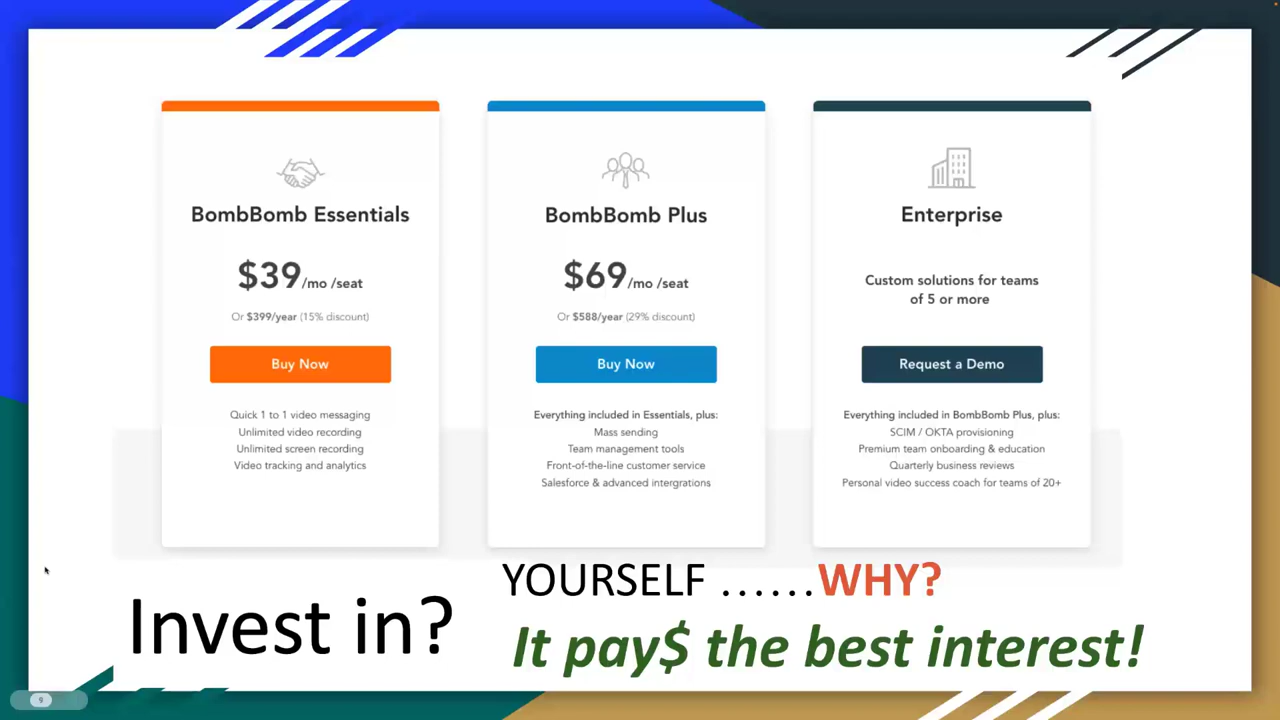 BombBomb Essentials
$39/mo /seat
Or $399/year (15% discount)
Buy Now
Quick 1 to 1 video messaging
Unlimited video recording
Unlimited screen recording
Video tracking and analytics
BombBomb Plus
$69/mo /seat
Or $588/year (29% discount)
Buy Now
Everything included in Essentials, plus:
Mass sending
Team management tools
Front-of-the-line customer service
Salesforce & advanced intergrations
Enterprise
Custom solutions for teams
of 5 or more
Request a Demo
Everything included in BombBomb Plus, plus:
SCIM / OKTA provisioning
Premium team onboarding & education
Quarterly business reviews
Personal video success coach for teams of 20+
Invest in?
YOURSELF ......WHY?
It pay$ the best interest!
9